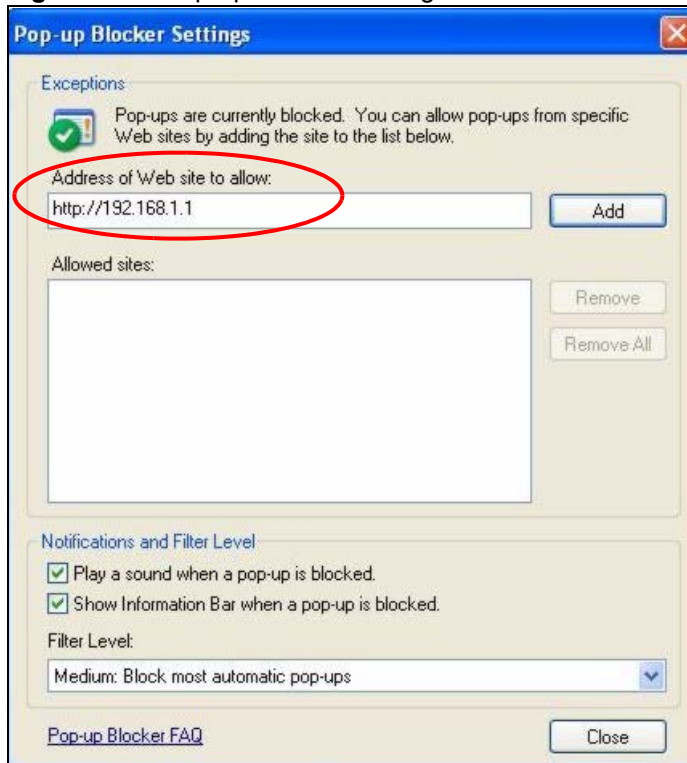 Pop-up Blocker Settings
Exceptions
Pop-ups are currently blocked. You can allow pop-ups from specific
Web sites by adding the site to the list below.
Address of Web site to allow:
http://192.168.1.1
Add
Allowed sites:
Remove
Remove All
Notifications and Filter Level
Play a sound when a pop-up is blocked.
Show Information Bar when a pop-up is blocked.
Filter Level:
Medium: Block most automatic pop-ups
Pop-up Blocker FAQ
Close